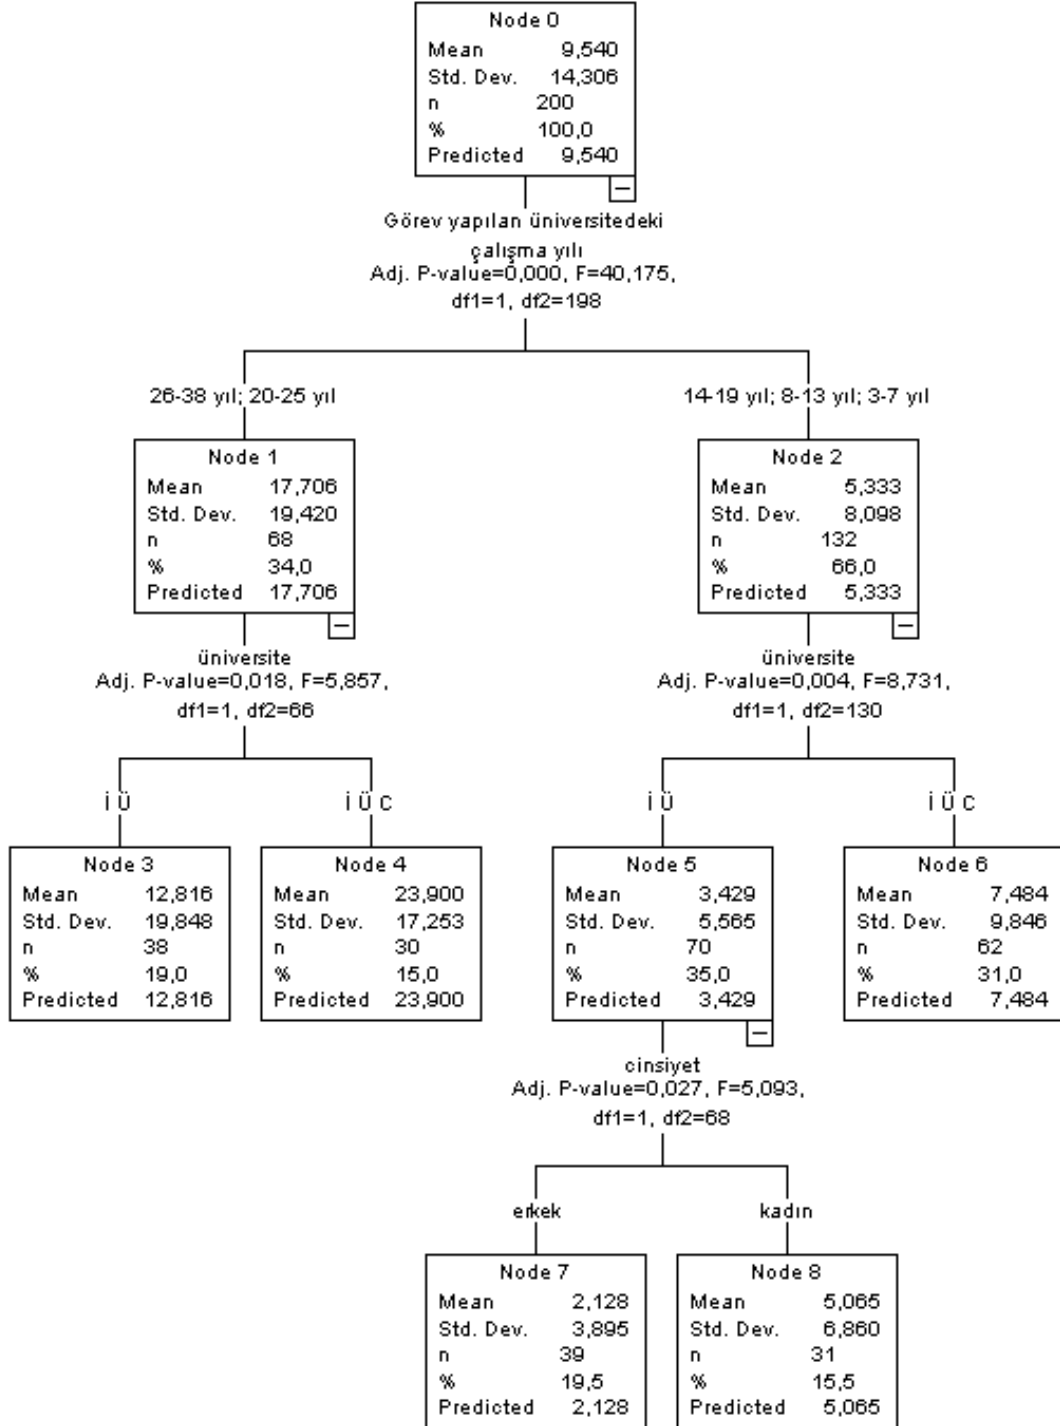 Node 0
Mean 9,540
Std. Dev. 14,306
n 200
% 100,0
Predicted 9,540
Görev yapılan üniversitedeki
çalışma yılı
Adj. P-value=0,000, F=40,175,
df1=1, df2=198
26-38 yıl; 20-25 yıl
14-19 yıl; 8-13 yıl; 3-7 yıl
Node 1
Mean 17,706
Std. Dev. 19,420
n 68
% 34,0
Predicted 17,706
Node 2
Mean 5,333
Std. Dev. 8,098
n 132
% 66,0
Predicted 5,333
üniversite
Adj. P-value=0,018, F=5,857,
df1=1, df2=66
üniversite
Adj. P-value=0,004, F=8,731,
df1=1, df2=130
İ Ü
İ Ü C
İ Ü
İ Ü C
Node 3
Mean 12,816
Std. Dev. 19,848
n 38
% 19,0
Predicted 12,816
Node 4
Mean 23,900
Std. Dev. 17,253
n 30
% 15,0
Predicted 23,900
Node 5
Mean 3,429
Std. Dev. 5,565
n 70
% 35,0
Predicted 3,429
Node 6
Mean 7,484
Std. Dev. 9,846
n 62
% 31,0
Predicted 7,484
cinsiyet
Adj. P-value=0,027, F=5,093,
df1=1, df2=68
erkek
kadın
Node 7
Mean 2,128
Std. Dev. 3,895
n 39
% 19,5
Predicted 2,128
Node 8
Mean 5,065
Std. Dev. 6,860
n 31
% 15,5
Predicted 5,065